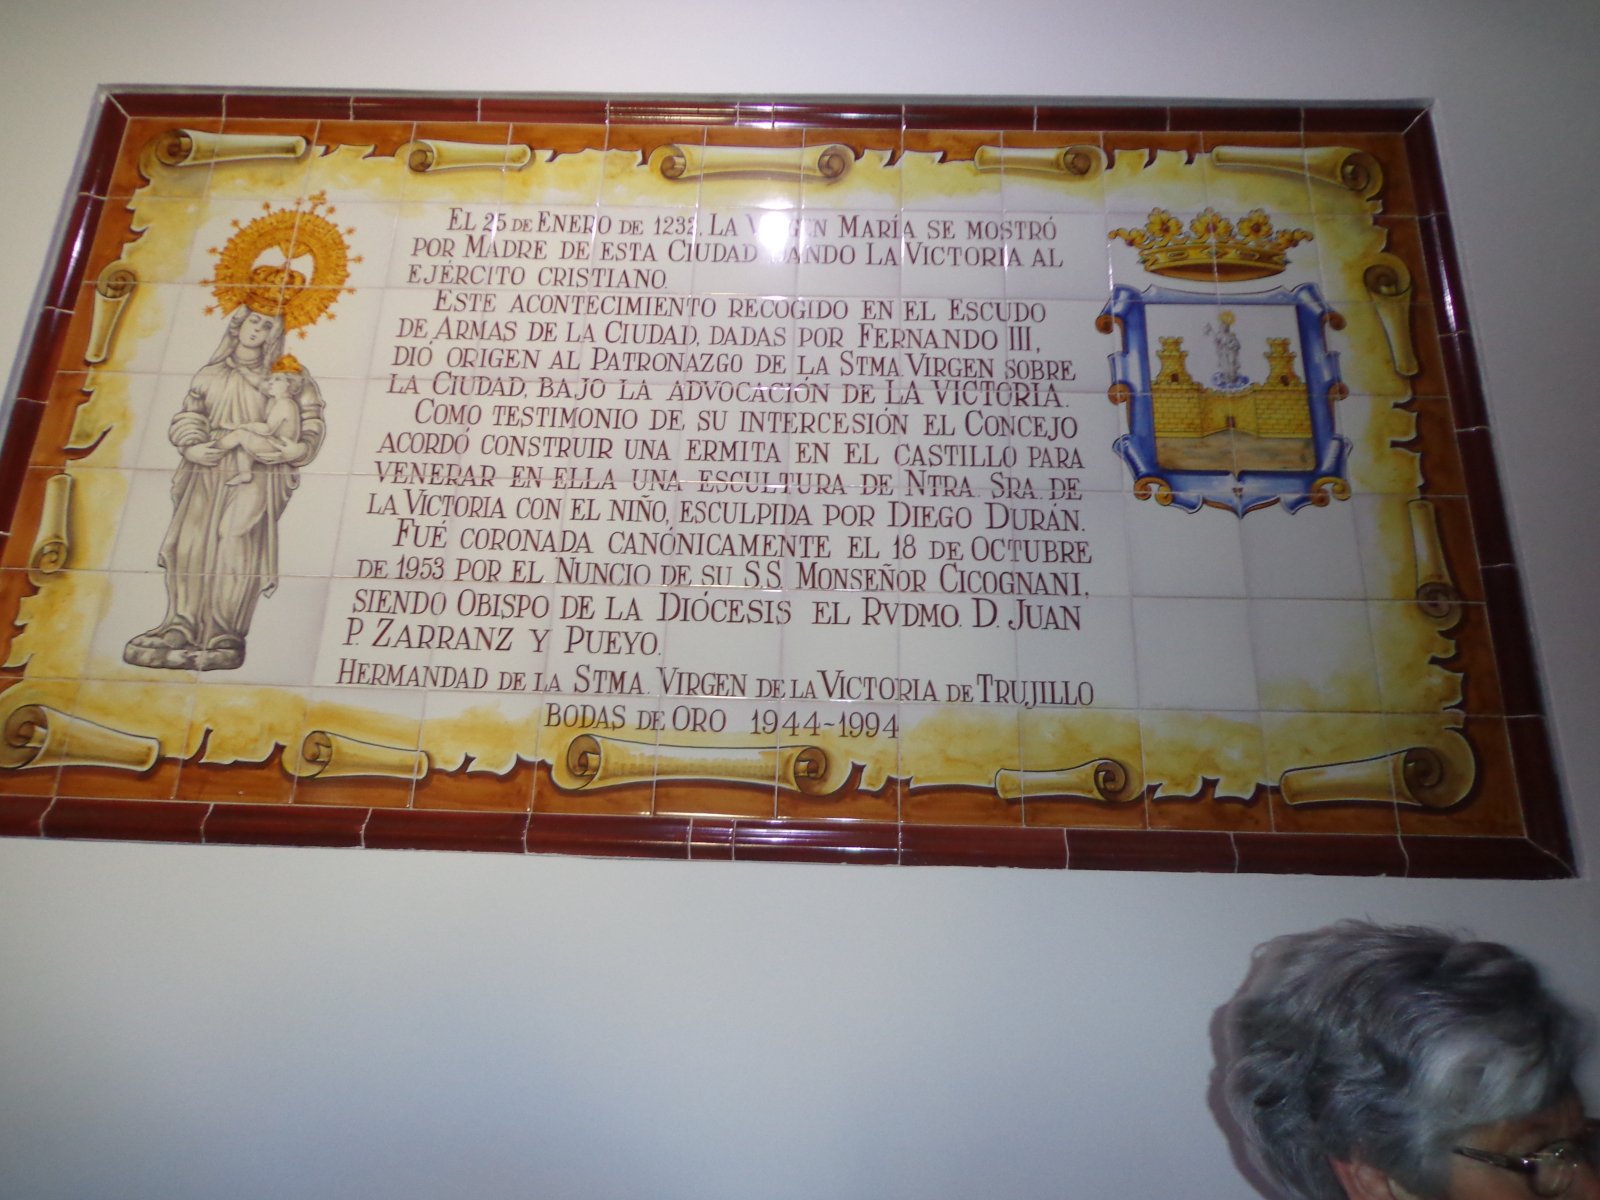 EL 25 DE ENERO DE 1232, LA VIRGEN MARÍA SE MOSTRÓ
POR MADRE DE ESTA CIUDAD DANDO LA VICTORIA AL
EJÉRCITO CRISTIANO.
ESTE ACONTECIMIENTO RECOGIDO EN EL ESCUDO
DE ARMAS DE LA CIUDAD, DADAS POR FERNANDO III,
DIÓ ORIGEN AL PATRONAZGO DE LA STMA. VIRGEN SOBRE
LA CIUDAD, BAJO LA ADVOCACIÓN DE LA VICTORIA.
COMO TESTIMONIO DE SU INTERCESIÓN EL CONCEJO
ACORDÓ CONSTRUIR UNA ERMITA EN EL CASTILLO PARA
VENERAR EN ELLA UNA ESCULTURA DE NTRA. SRA. DE
LA VICTORIA CON EL NIÑO, ESCULPIDA POR DIEGO DURÁN.
FUÉ CORONADA CANÓNICAMENTE EL 18 DE OCTUBRE
DE 1953 POR EL NUNCIO DE SU S.S. MONSEÑOR CICOGNANI,
SIENDO OBISPO DE LA DIÓCESIS EL RVDMO. D. JUAN
P. ZARRANZ Y PUEYO.
HERMANDAD DE LA STMA. VIRGEN DE LA VICTORIA DE TRUJILLO
BODAS DE ORO 1944-1994